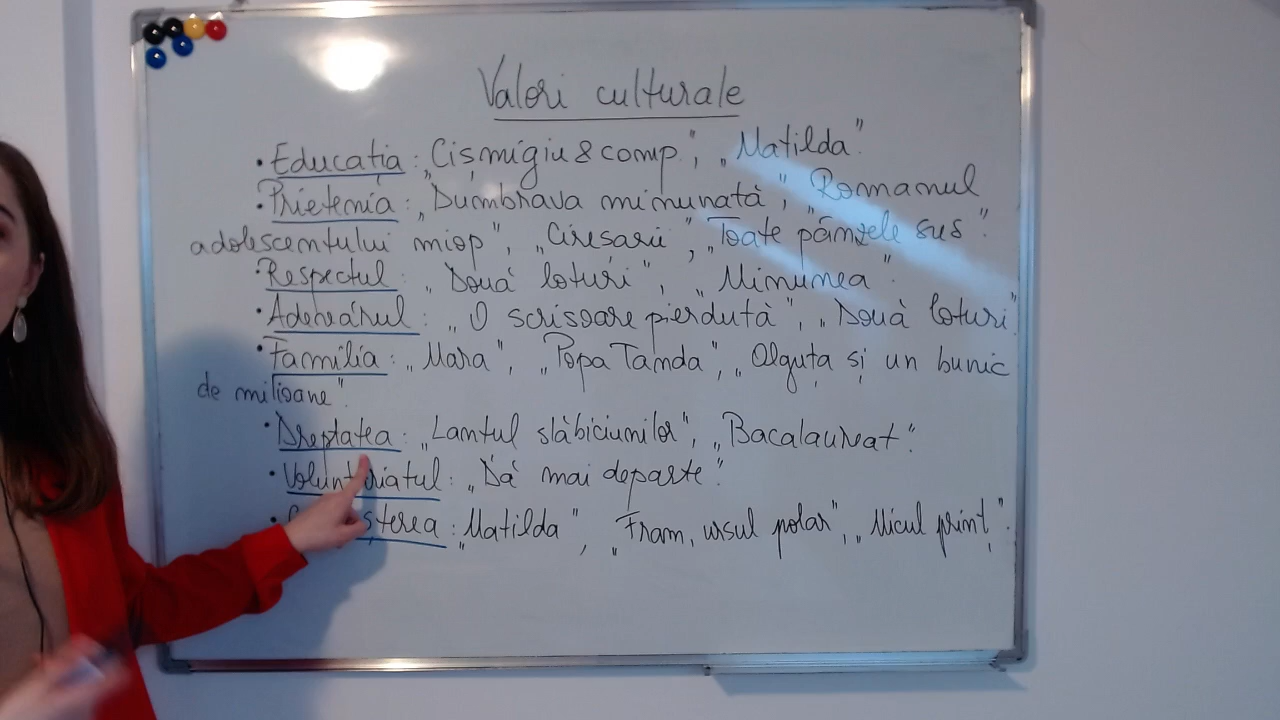 Valori culturale
• Educația: „Cișmigiu & comp.", „Matilda".
• Prietenia: „Dumbrava minunată", „Romanul
adolescentului miop", „Cireșarii", „Toate pânzele sus".
• Respectul: „Două loturi", „Minunea".
• Adevărul: „O scrisoare pierdută", „Două loturi".
• Familia: „Mara", „Popa Tanda", „Olguța și un bunic
de milioane".
• Dreptatea: „Lanțul slăbiciunilor", „Bacalaureat".
• Voluntariatul: „Dă mai departe".
• : „Matilda", „Fram, ursul polar", „Micul prinț".